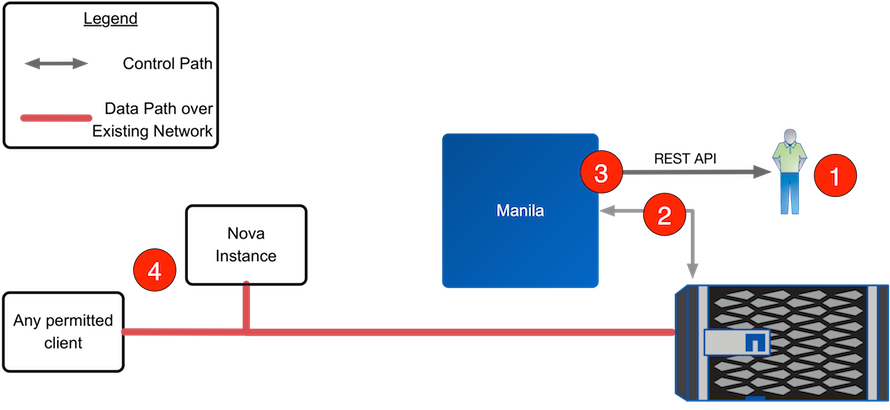 Legend
Control Path
Data Path over
Existing Network
Manila
3
REST API
1
2
Nova
Instance
4
Any permitted
client